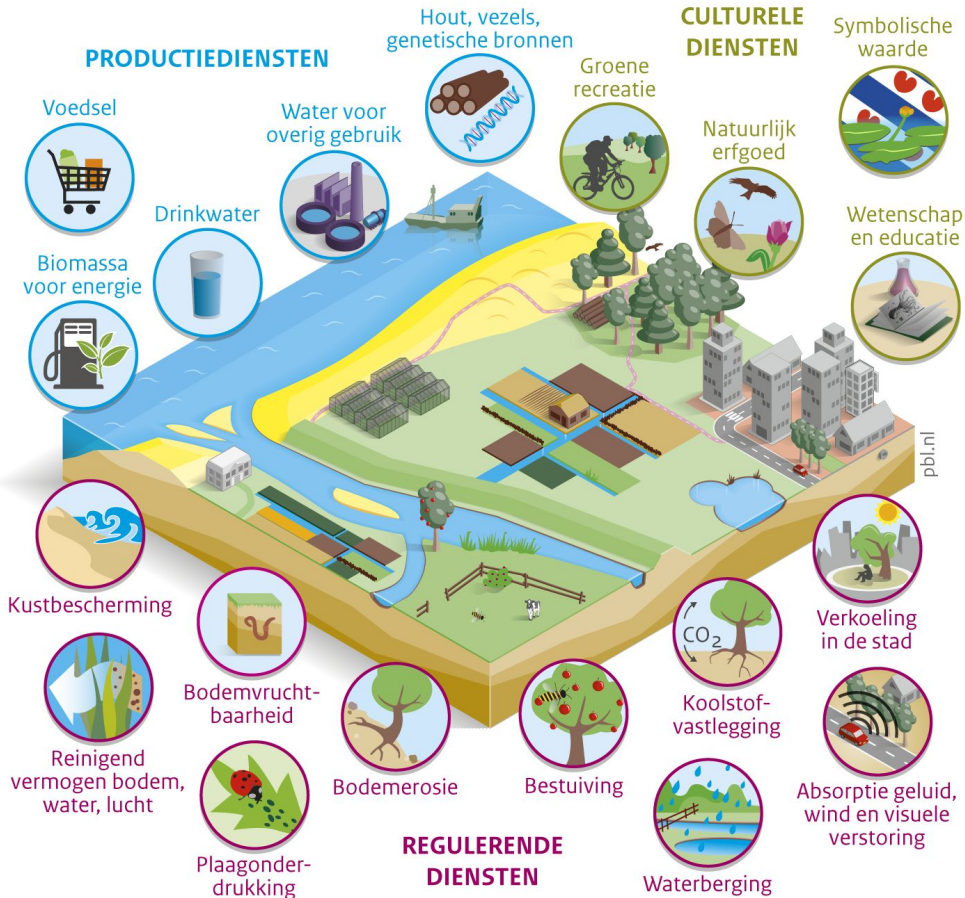 PRODUCTIEDIENSTEN
Voedsel
Biomassa
voor energie
Drinkwater
Water voor
overig gebruik
Hout, vezels,
genetische bronnen
CULTURELE
DIENSTEN
Groene
recreatie
Natuurlijk
erfgoed
Symbolische
waarde
Wetenschap
en educatie
pbl.nl
Kustbescherming
Reinigend
vermogen bodem,
water, lucht
Bodemvrucht-
baarheid
Plaagonder-
drukking
Bodemerosie
REGULERENDE
DIENSTEN
Bestuiving
CO2
Koolstof-
vastlegging
Waterberging
Verkoeling
in de stad
Absorptie geluid,
wind en visuele
verstoring